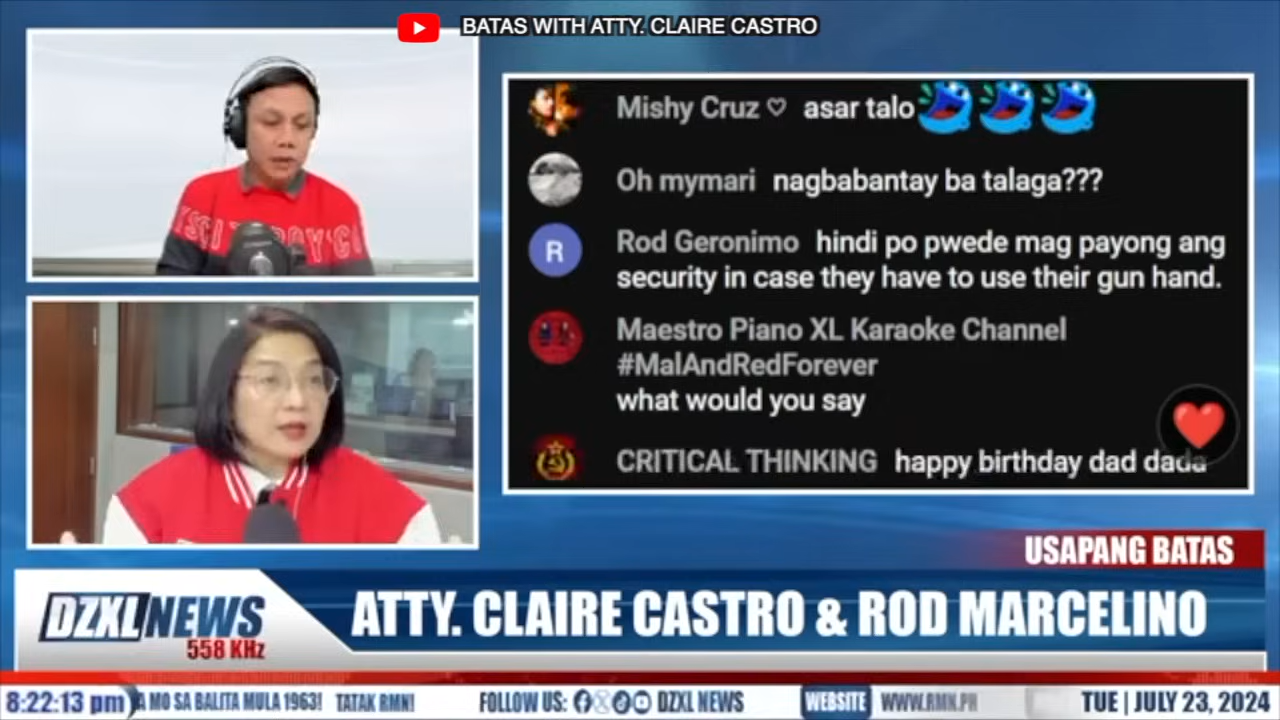 BATAS WITH ATTY. CLAIRE CASTRO
Mishy Cruz ♡ asar talo
Oh mymari nagbabantay ba talaga???
R
Rod Geronimo hindi po pwede mag payong ang
security in case they have to use their gun hand.
Maestro Piano XL Karaoke Channel
#MalAndRedForever
what would you say
CRITICAL THINKING happy birthday dad dada
USAPANG BATAS
DZXL NEWS
558 KHz
ATTY. CLAIRE CASTRO & ROD MARCELINO
8:22:13 pm A MO SA BALITA MULA 1963! TATAK RMN! FOLLOW US: DZXL NEWS WEBSITE WWW.RMN.PH TUE | JULY 23, 2024